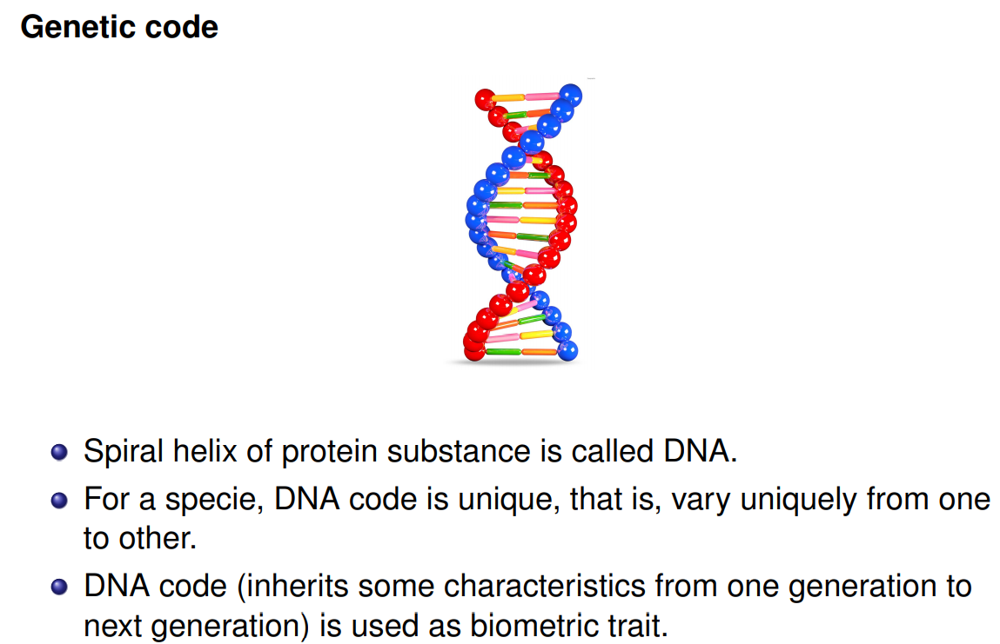 Genetic code
Spiral helix of protein substance is called DNA.
For a specie, DNA code is unique, that is, vary uniquely from one
to other.
DNA code (inherits some characteristics from one generation to
next generation) is used as biometric trait.